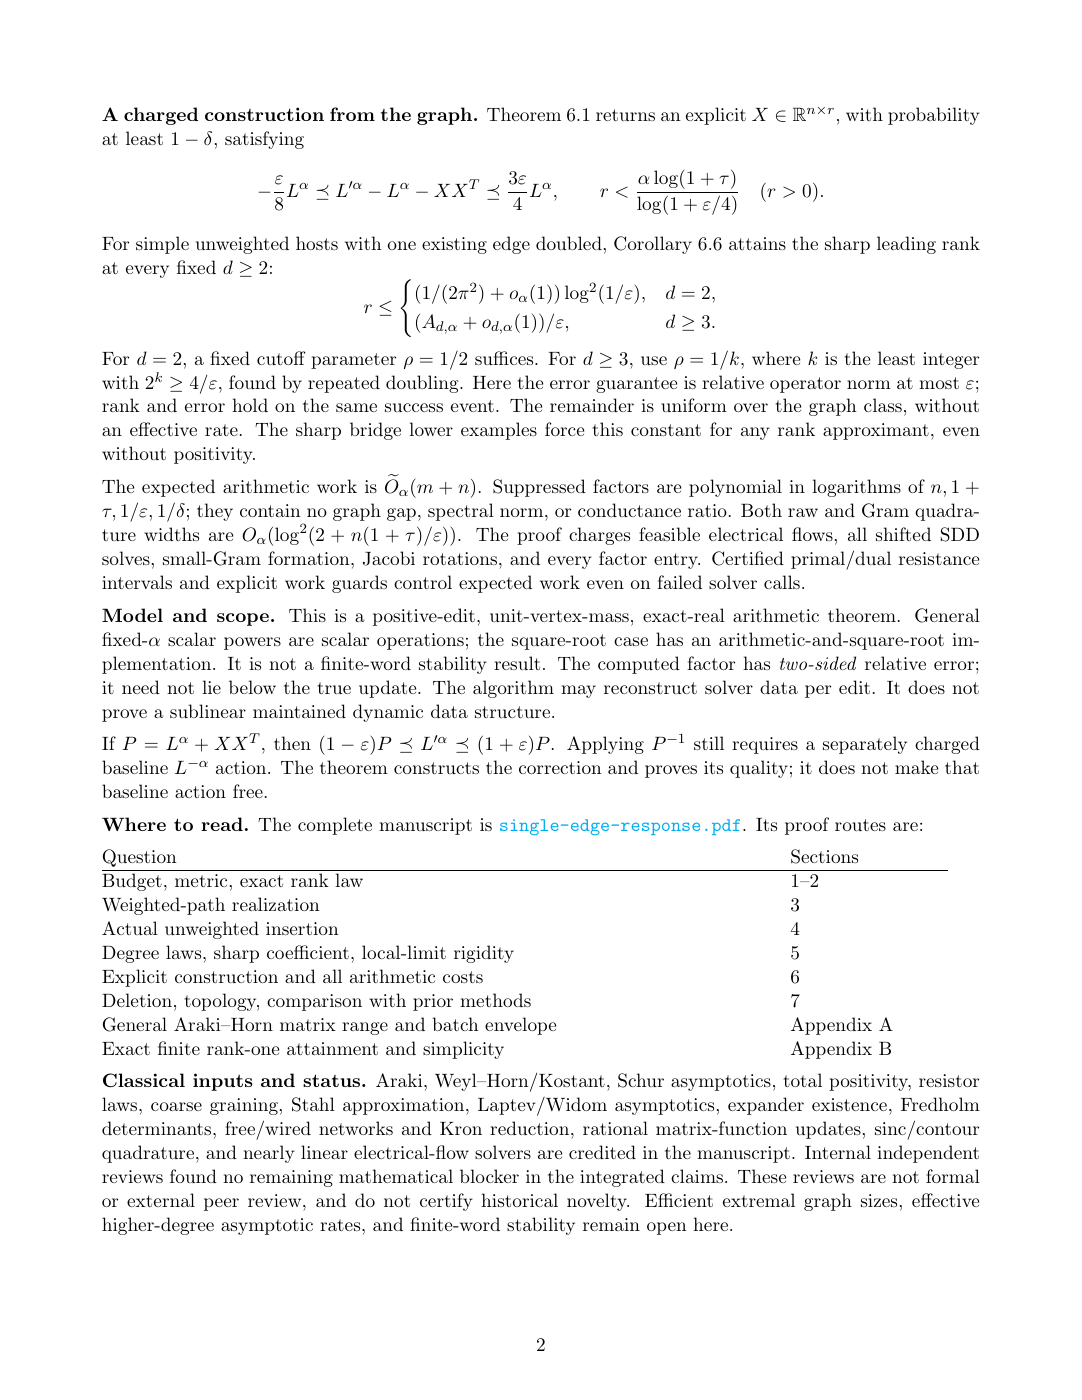 A charged construction from the graph. Theorem 6.1 returns an explicit X ∈ ℝⁿˣʳ, with probability
at least 1 − δ, satisfying
−ε/8 Lᵅ ⪯ L′ᵅ − Lᵅ − XXᵀ ⪯ 3ε/4 Lᵅ, r < α log(1 + τ) / log(1 + ε/4) (r > 0).
For simple unweighted hosts with one existing edge doubled, Corollary 6.6 attains the sharp leading rank
at every fixed d ≥ 2:
r ≤ { (1/(2π²) + o_α(1)) log²(1/ε), d = 2,
(A_{d,α} + o_{d,α}(1))/ε, d ≥ 3.
For d = 2, a fixed cutoff parameter ρ = 1/2 suffices. For d ≥ 3, use ρ = 1/k, where k is the least integer
with 2ᵏ ≥ 4/ε, found by repeated doubling. Here the error guarantee is relative operator norm at most ε;
rank and error hold on the same success event. The remainder is uniform over the graph class, without
an effective rate. The sharp bridge lower examples force this constant for any rank approximant, even
without positivity.
The expected arithmetic work is Õ_α(m + n). Suppressed factors are polynomial in logarithms of n, 1 +
τ, 1/ε, 1/δ; they contain no graph gap, spectral norm, or conductance ratio. Both raw and Gram quadra-
ture widths are O_α(log²(2 + n(1 + τ)/ε)). The proof charges feasible electrical flows, all shifted SDD
solves, small-Gram formation, Jacobi rotations, and every factor entry. Certified primal/dual resistance
intervals and explicit work guards control expected work even on failed solver calls.
Model and scope. This is a positive-edit, unit-vertex-mass, exact-real arithmetic theorem. General
fixed-α scalar powers are scalar operations; the square-root case has an arithmetic-and-square-root im-
plementation. It is not a finite-word stability result. The computed factor has two-sided relative error;
it need not lie below the true update. The algorithm may reconstruct solver data per edit. It does not
prove a sublinear maintained dynamic data structure.
If P = Lᵅ + XXᵀ, then (1 − ε)P ⪯ L′ᵅ ⪯ (1 + ε)P. Applying P⁻¹ still requires a separately charged
baseline L⁻ᵅ action. The theorem constructs the correction and proves its quality; it does not make that
baseline action free.
Where to read. The complete manuscript is single-edge-response.pdf. Its proof routes are:
Question Sections
Budget, metric, exact rank law 1–2
Weighted-path realization 3
Actual unweighted insertion 4
Degree laws, sharp coefficient, local-limit rigidity 5
Explicit construction and all arithmetic costs 6
Deletion, topology, comparison with prior methods 7
General Araki–Horn matrix range and batch envelope Appendix A
Exact finite rank-one attainment and simplicity Appendix B
Classical inputs and status. Araki, Weyl–Horn/Kostant, Schur asymptotics, total positivity, resistor
laws, coarse graining, Stahl approximation, Laptev/Widom asymptotics, expander existence, Fredholm
determinants, free/wired networks and Kron reduction, rational matrix-function updates, sinc/contour
quadrature, and nearly linear electrical-flow solvers are credited in the manuscript. Internal independent
reviews found no remaining mathematical blocker in the integrated claims. These reviews are not formal
or external peer review, and do not certify historical novelty. Efficient extremal graph sizes, effective
higher-degree asymptotic rates, and finite-word stability remain open here.
2